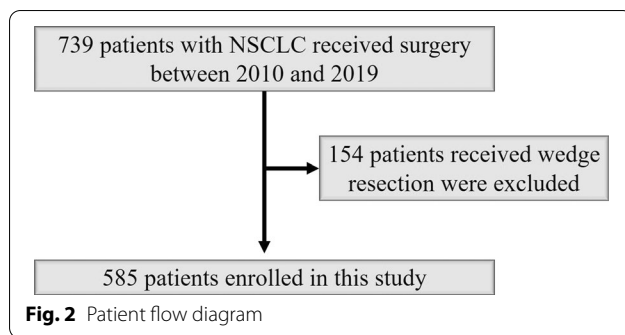 739 patients with NSCLC received surgery
between 2010 and 2019
154 patients received wedge
resection were excluded
585 patients enrolled in this study
Fig. 2 Patient flow diagram